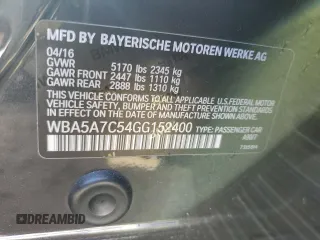 MFD BY BAYERISCHE MOTOREN WERKE AG
04/16
GVWR 5170 lbs 2345 kg
GAWR FRONT 2447 lbs 1110 kg
GAWR REAR 2888 lbs 1310 kg
THIS VEHICLE CONFORMS TO ALL APPLICABLE
FEDERAL MOTOR VEHICLE SAFETY,
BUMPER, AND THEFT PREVENTION
STANDARDS IN EFFECT ON THE DATE OF
MANUFACTURE SHOWN ABOVE.
WBA5A7C54GG152400 TYPE: PASSENGER CAR
DREAMBID